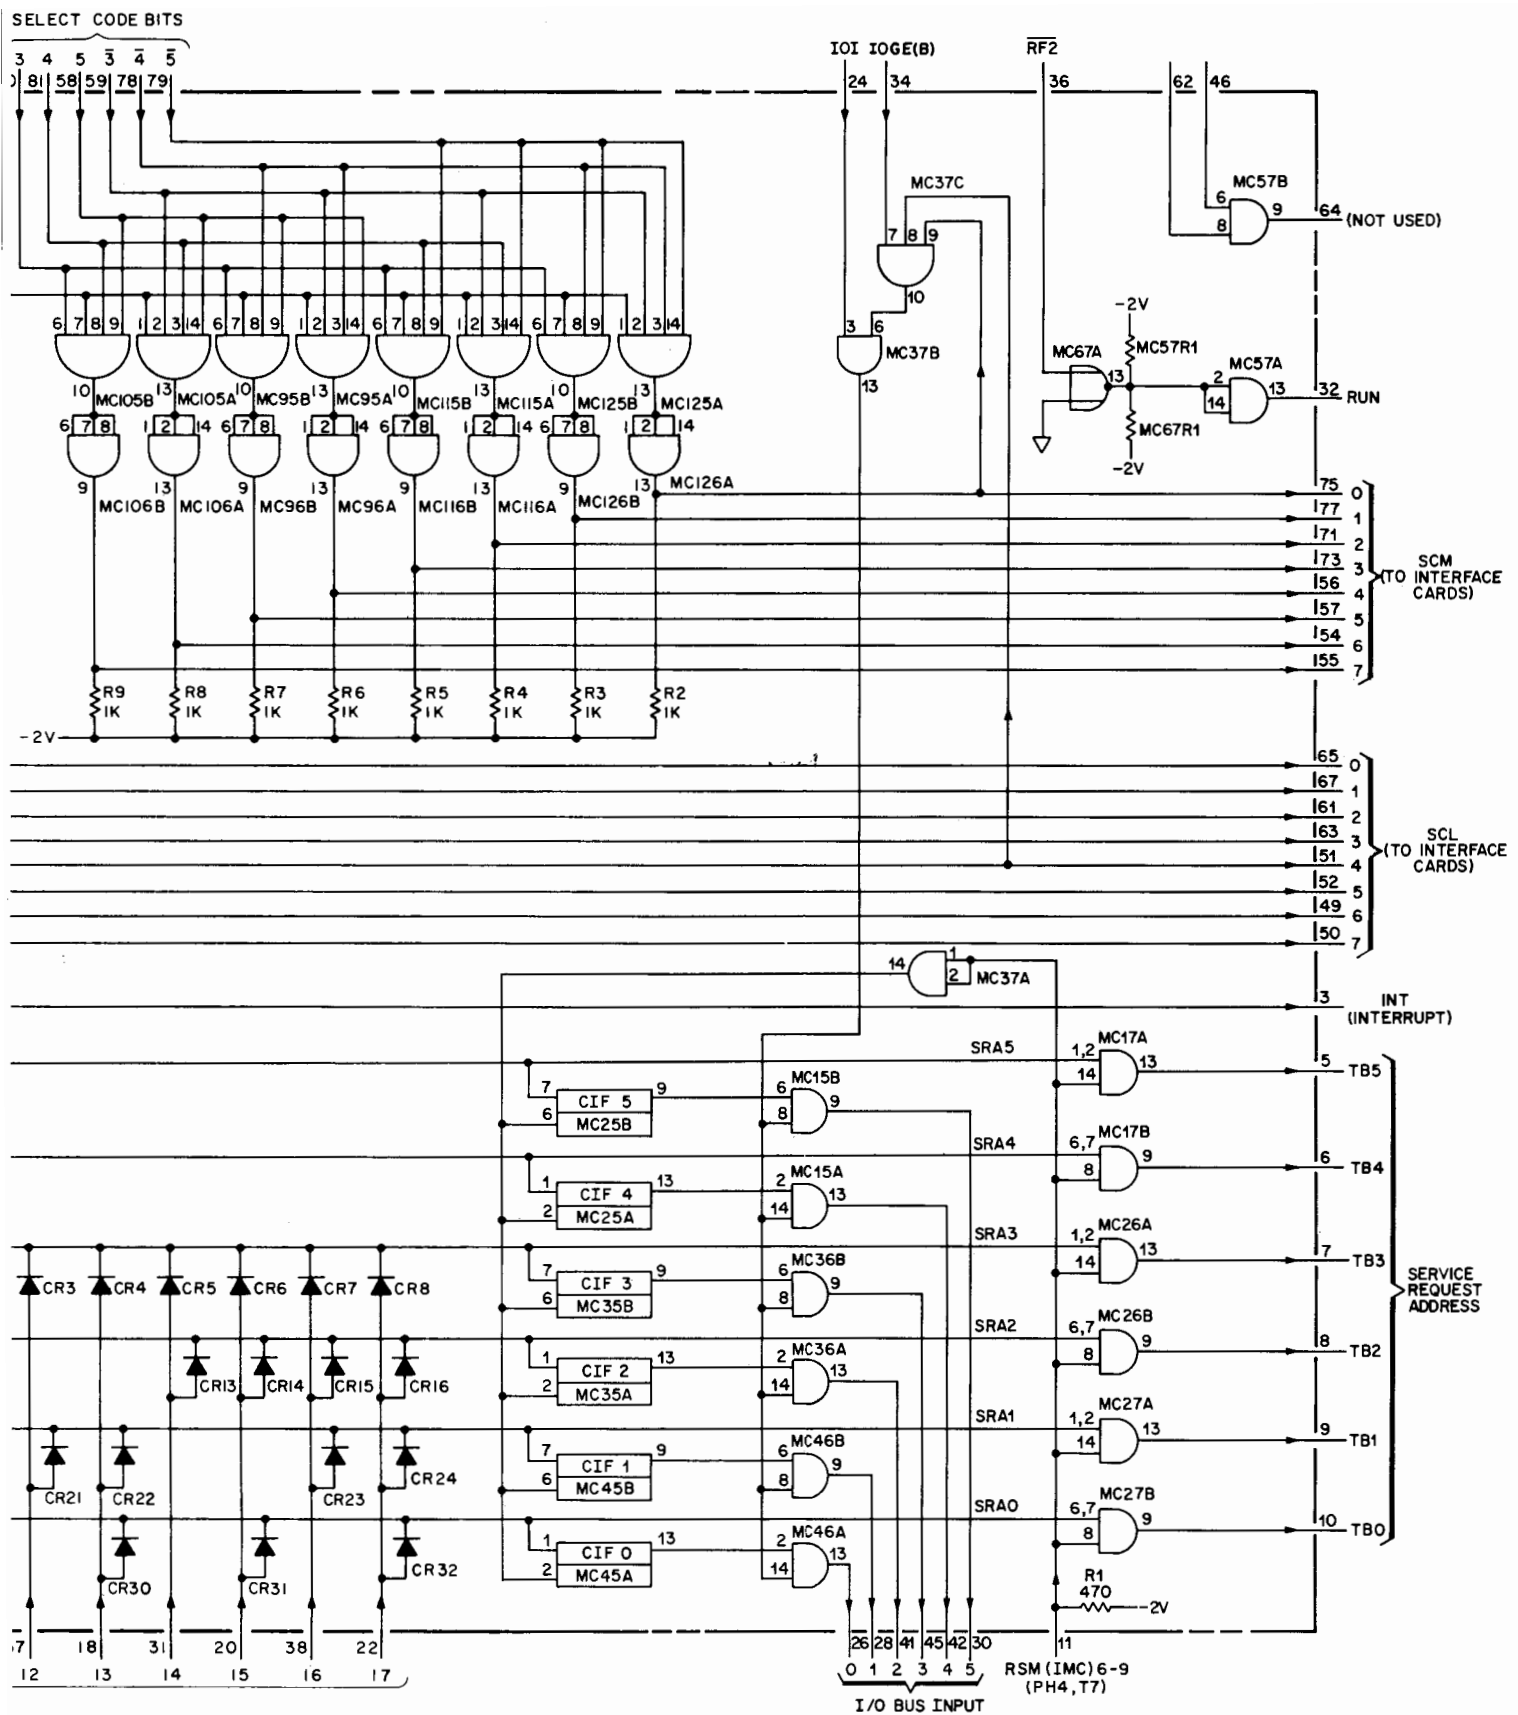 SELECT CODE BITS
3 4 5 3̅ 4̅ 5̅
81 58 59 78 79
IOI IOGE(B)
24 34
R̅F̅2̅
36
62 46
MC57B
6 8 9
64 (NOT USED)
MC37C
7 8 9
10
3 6
MC37B
13
-2V
MC57R1
MC67A
13
MC67R1
-2V
MC57A
2 14 13
32 RUN
6 7 8 9 1 2 3 14 6 7 8 9 1 2 3 14 6 7 8 9 1 2 3 14 6 7 8 9 1 2 3 14
10 13 10 13 10 13 10 13
MC105B MC105A MC95B MC95A MC115B MC115A MC125B MC125A
6 7 8 1 2 14 6 7 8 1 2 14 6 7 8 1 2 14 6 7 8 1 2 14
9 13 9 13 9 13 9 13
MC106B MC106A MC96B MC96A MC116B MC116A MC126B MC126A
75 0
77 1
71 2
73 3
56 4
57 5
54 6
55 7
SCM
(TO INTERFACE
CARDS)
R9 R8 R7 R6 R5 R4 R3 R2
1K 1K 1K 1K 1K 1K 1K 1K
-2V
65 0
67 1
61 2
63 3
51 4
52 5
49 6
50 7
SCL
(TO INTERFACE
CARDS)
14 1 2
MC37A
3 INT
(INTERRUPT)
SRA5
MC17A
1,2 14 13
5 TB5
7 CIF 5 9
6 MC25B
MC15B
6 8 9
SRA4
MC17B
6,7 8 9
6 TB4
1 CIF 4 13
2 MC25A
MC15A
2 14 13
SRA3
MC26A
1,2 14 13
7 TB3
CR3 CR4 CR5 CR6 CR7 CR8
7 CIF 3 9
6 MC35B
MC36B
6 8 9
SERVICE
REQUEST
ADDRESS
SRA2
MC26B
6,7 8 9
8 TB2
CR13 CR14 CR15 CR16
1 CIF 2 13
2 MC35A
MC36A
2 14 13
SRA1
MC27A
1,2 14 13
9 TB1
CR21 CR22 CR23 CR24
7 CIF 1 9
6 MC45B
MC46B
6 8 9
SRA0
MC27B
6,7 8 9
10 TB0
CR30 CR31 CR32
1 CIF 0 13
2 MC45A
MC46A
2 14 13
R1
470
-2V
18 31 20 38 22
12 13 14 15 16 17
26 28 41 45 42 30
0 1 2 3 4 5
I/O BUS INPUT
11
RSM (IMC) 6-9
(PH4, T7)